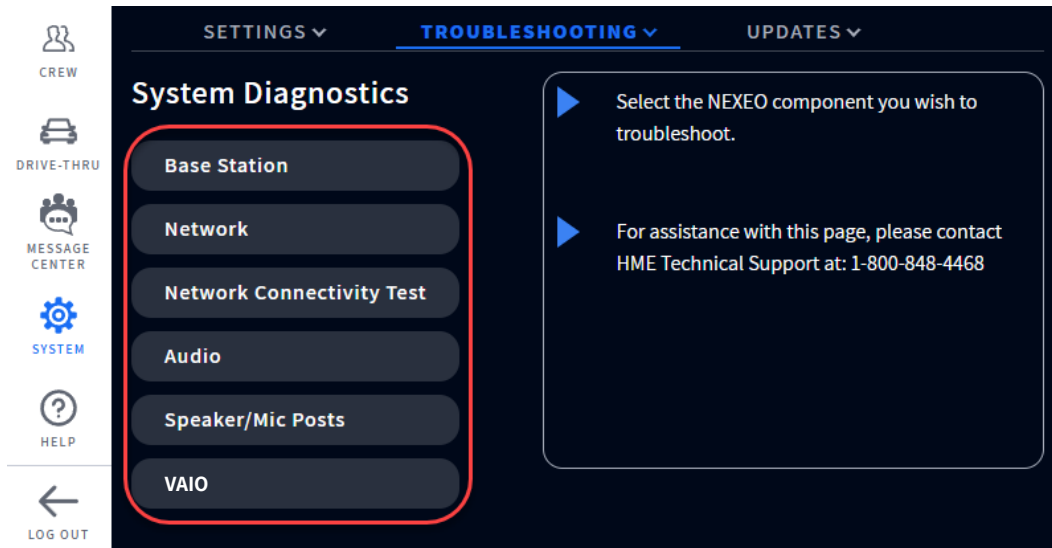 CREW
DRIVE-THRU
MESSAGE
CENTER
SYSTEM
HELP
LOG OUT
SETTINGS
TROUBLESHOOTING
UPDATES
System Diagnostics
Base Station
Network
Network Connectivity Test
Audio
Speaker/Mic Posts
VAIO
Select the NEXEO component you wish to
troubleshoot.
For assistance with this page, please contact
HME Technical Support at: 1-800-848-4468